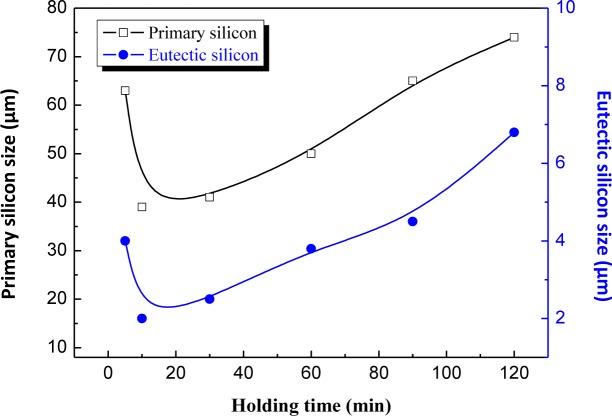 Primary silicon
Eutectic silicon
80
70
60
50
40
30
20
10
Primary silicon size (μm)
10
8
6
4
2
Eutectic silicon size (μm)
0 20 40 60 80 100 120
Holding time (min)